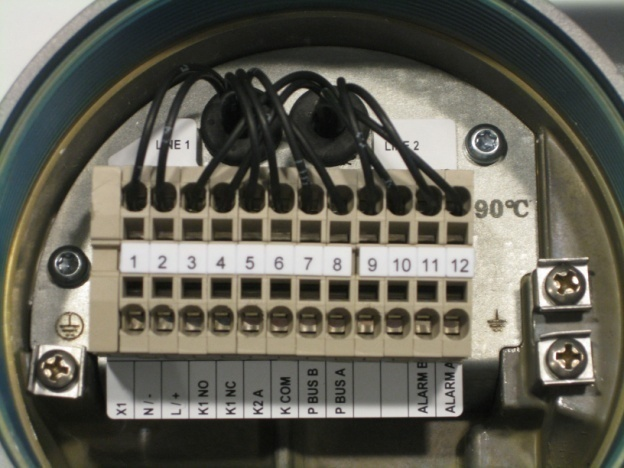 LINE 1
LINE 2
90℃
1 2 3 4 5 6 7 8 9 10 11 12
X1
N / -
L / +
K1 NO
K1 NC
K2 A
K COM
P BUS B
P BUS A
ALARM B
ALARM A